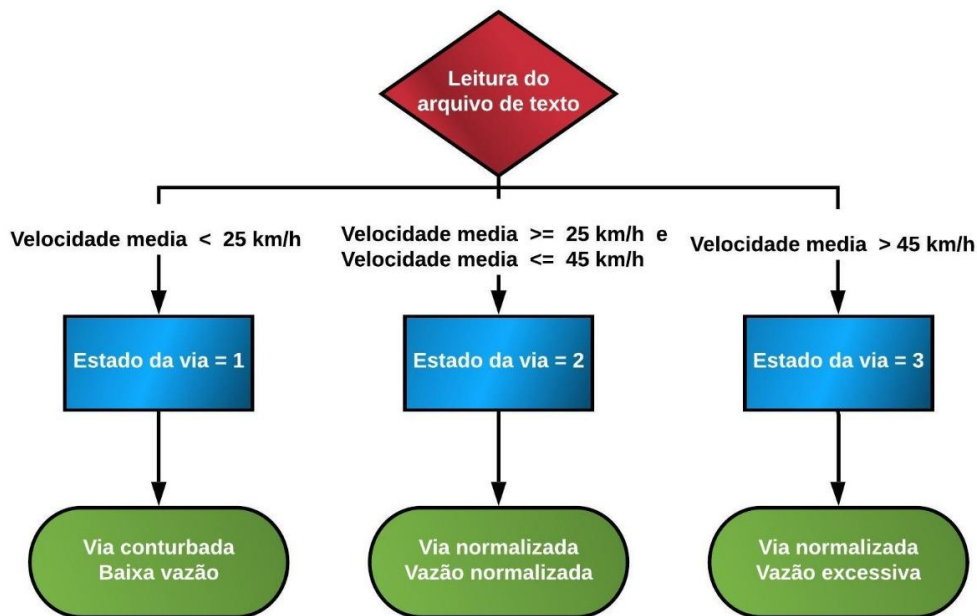 Leitura do
arquivo de texto
Velocidade media < 25 km/h
Velocidade media >= 25 km/h e
Velocidade media <= 45 km/h
Velocidade media > 45 km/h
Estado da via = 1
Estado da via = 2
Estado da via = 3
Via conturbada
Baixa vazão
Via normalizada
Vazão normalizada
Via normalizada
Vazão excessiva